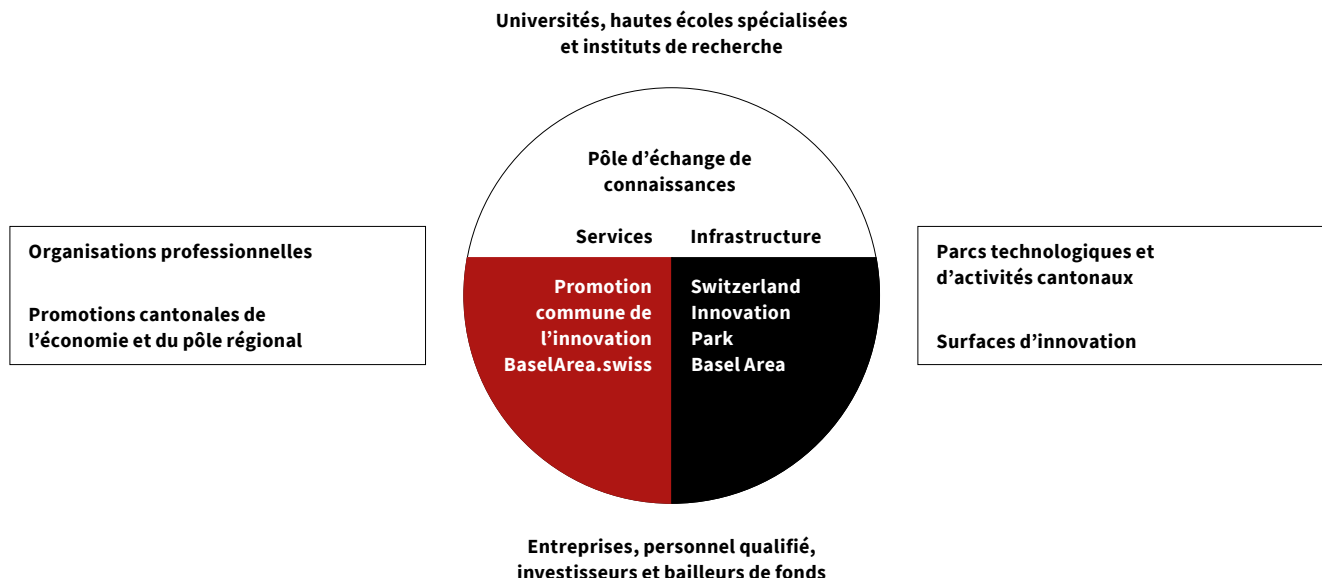 Universités, hautes écoles spécialisées
et instituts de recherche
Pôle d'échange de
connaissances
Services
Infrastructure
Organisations professionnelles
Promotions cantonales de
l'économie et du pôle régional
Promotion
commune de
l'innovation
BaselArea.swiss
Switzerland
Innovation
Park
Basel Area
Parcs technologiques et
d'activités cantonaux
Surfaces d'innovation
Entreprises, personnel qualifié,
investisseurs et bailleurs de fonds